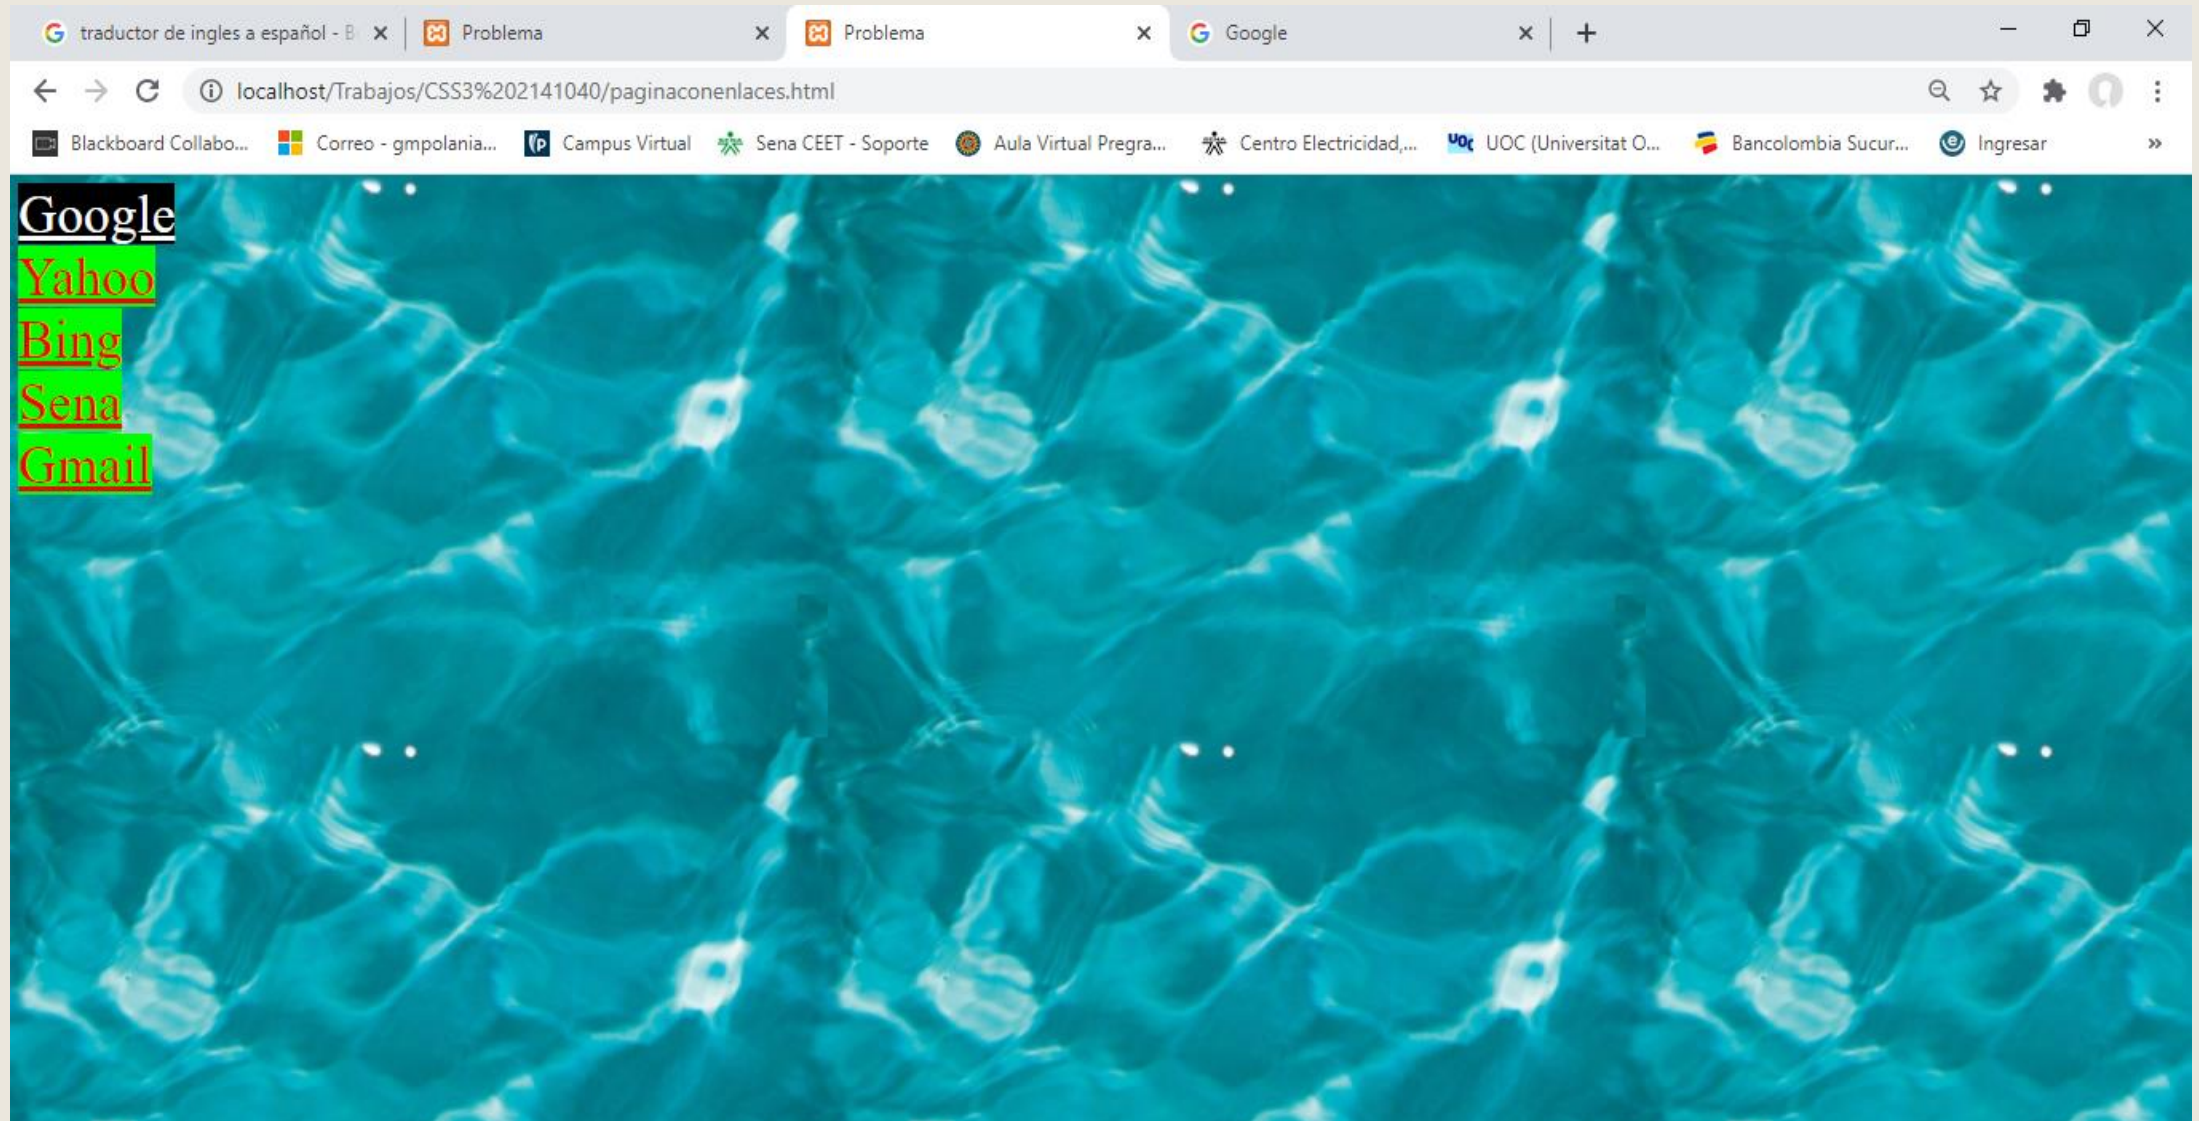 traductor de ingles a español - B
Problema
Problema
Google
localhost/Trabajos/CSS3%202141040/paginaconenlaces.html
Blackboard Collabo...
Correo - gmpolania...
Campus Virtual
Sena CEET - Soporte
Aula Virtual Pregra...
Centro Electricidad,...
UOC
UOC (Universitat O...
Bancolombia Sucur...
Ingresar
Google
Yahoo
Bing
Sena
Gmail